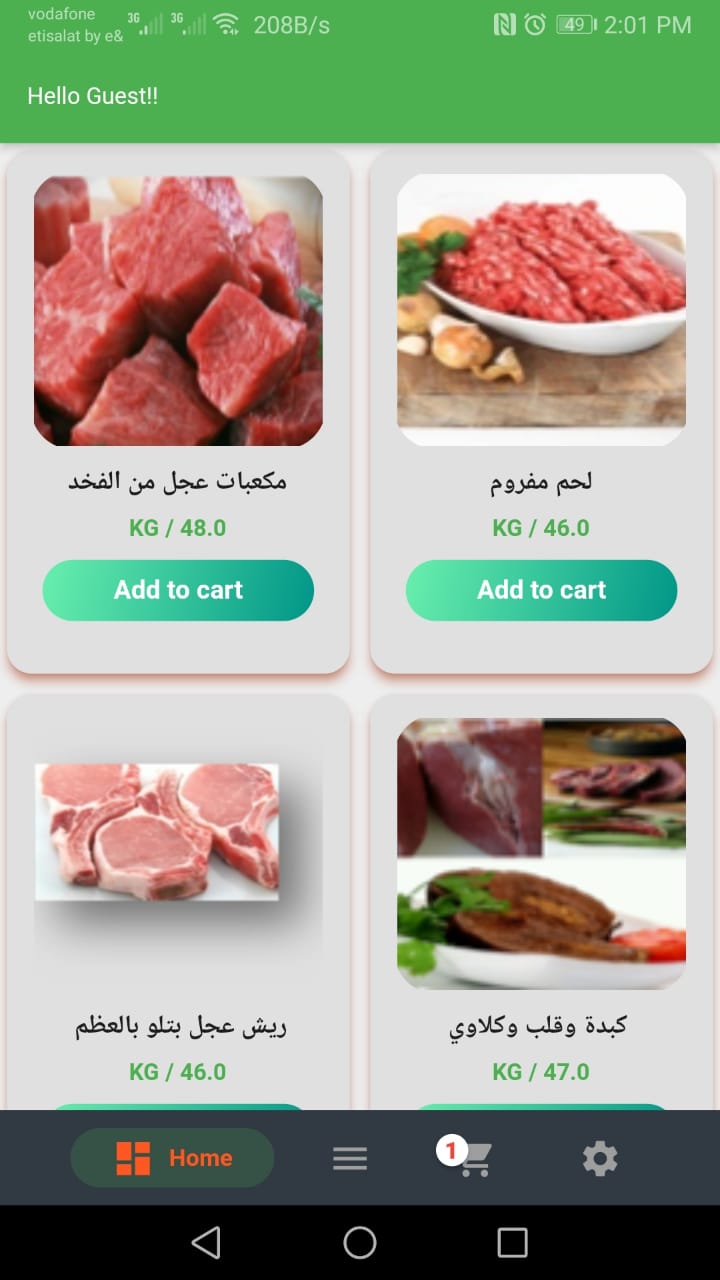 vodafone
etisalat by e&
3G 3G 208B/s 49 2:01 PM
Hello Guest!!
مكعبات عجل من الفخد
KG / 48.0
Add to cart
لحم مفروم
KG / 46.0
Add to cart
ريش عجل بتلو بالعظم
KG / 46.0
كبدة وقلب وكلاوي
KG / 47.0
Home
1